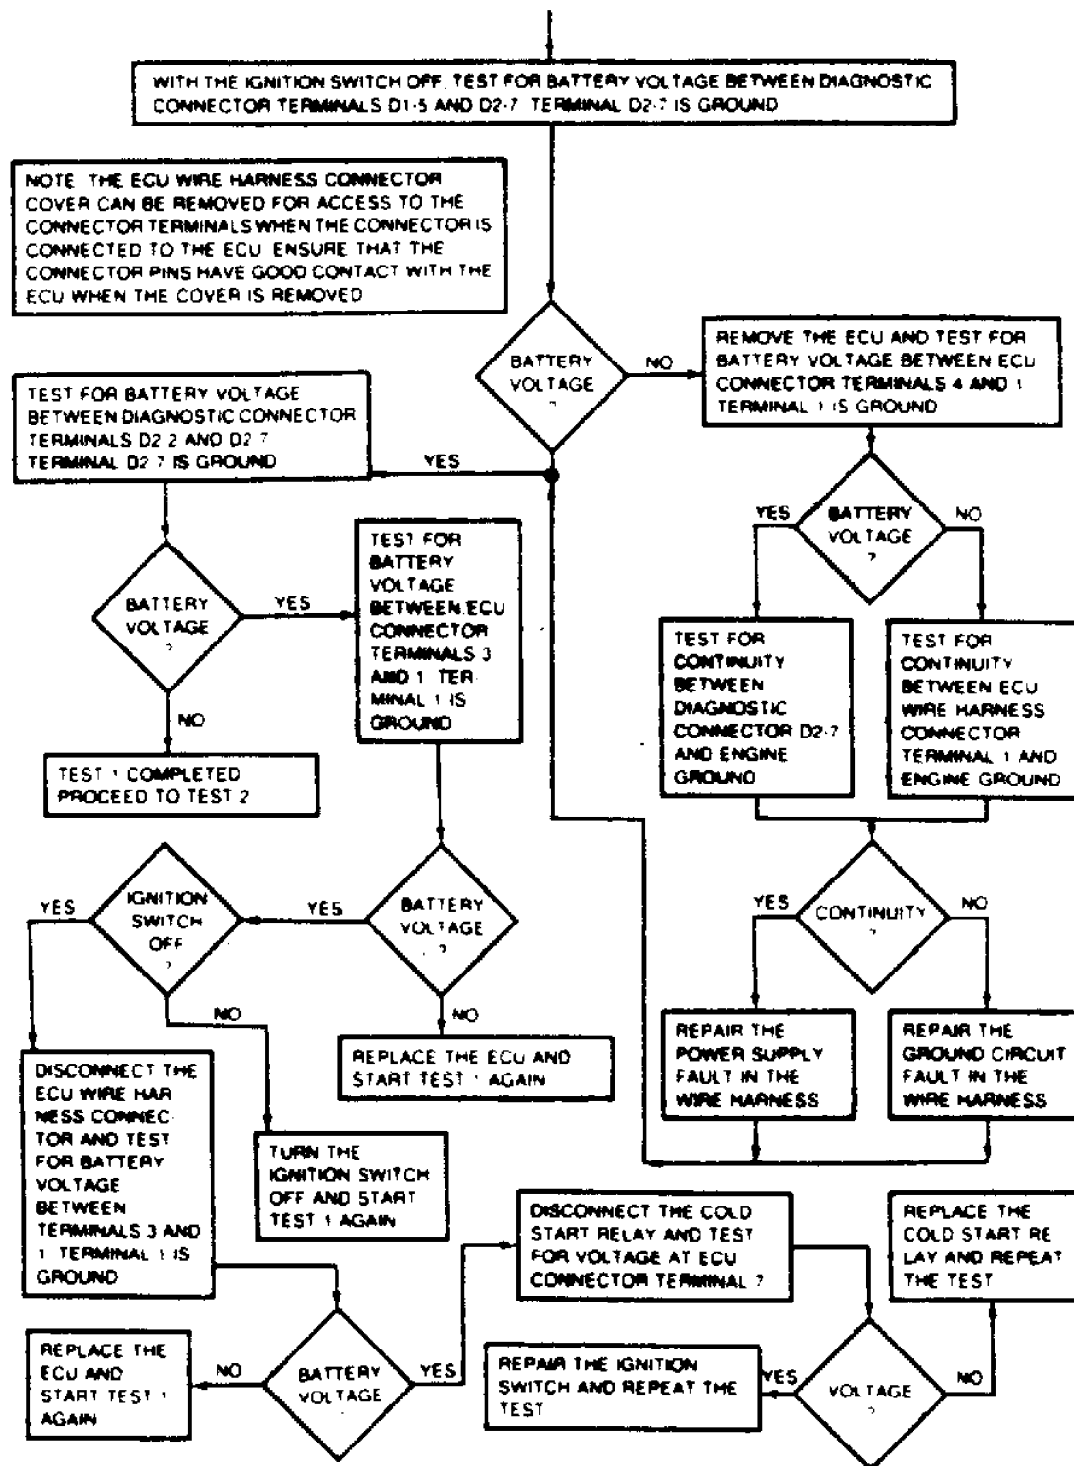 WITH THE IGNITION SWITCH OFF, TEST FOR BATTERY VOLTAGE BETWEEN DIAGNOSTIC
CONNECTOR TERMINALS D1-5 AND D2-7. TERMINAL D2-7 IS GROUND
NOTE THE ECU WIRE HARNESS CONNECTOR
COVER CAN BE REMOVED FOR ACCESS TO THE
CONNECTOR TERMINALS WHEN THE CONNECTOR IS
CONNECTED TO THE ECU ENSURE THAT THE
CONNECTOR PINS HAVE GOOD CONTACT WITH THE
ECU WHEN THE COVER IS REMOVED
BATTERY
VOLTAGE
?
NO
REMOVE THE ECU AND TEST FOR
BATTERY VOLTAGE BETWEEN ECU
CONNECTOR TERMINALS 4 AND 1
TERMINAL 1 IS GROUND
TEST FOR BATTERY VOLTAGE
BETWEEN DIAGNOSTIC CONNECTOR
TERMINALS D2-2 AND D2-7
TERMINAL D2-7 IS GROUND
YES
BATTERY
VOLTAGE
?
YES
NO
TEST FOR
BATTERY
VOLTAGE
BETWEEN ECU
CONNECTOR
TERMINALS 3
AND 1 TER-
MINAL 1 IS
GROUND
BATTERY
VOLTAGE
?
YES
NO
TEST FOR
CONTINUITY
BETWEEN
DIAGNOSTIC
CONNECTOR D2-7
AND ENGINE
GROUND
TEST FOR
CONTINUITY
BETWEEN ECU
WIRE HARNESS
CONNECTOR
TERMINAL 1 AND
ENGINE GROUND
TEST 1 COMPLETED
PROCEED TO TEST 2
IGNITION
SWITCH
OFF
?
YES
NO
BATTERY
VOLTAGE
?
YES
NO
CONTINUITY
?
YES
NO
REPLACE THE ECU AND
START TEST 1 AGAIN
REPAIR THE
POWER SUPPLY
FAULT IN THE
WIRE HARNESS
REPAIR THE
GROUND CIRCUIT
FAULT IN THE
WIRE HARNESS
DISCONNECT THE
ECU WIRE HAR
NESS CONNEC-
TOR AND TEST
FOR BATTERY
VOLTAGE
BETWEEN
TERMINALS 3 AND
1 TERMINAL 1 IS
GROUND
TURN THE
IGNITION SWITCH
OFF AND START
TEST 1 AGAIN
DISCONNECT THE COLD
START RELAY AND TEST
FOR VOLTAGE AT ECU
CONNECTOR TERMINAL
REPLACE THE
COLD START RE
LAY AND REPEAT
THE TEST
REPLACE THE
ECU AND
START TEST 1
AGAIN
NO
BATTERY
VOLTAGE
?
YES
REPAIR THE IGNITION
SWITCH AND REPEAT THE
TEST
YES
VOLTAGE
?
NO